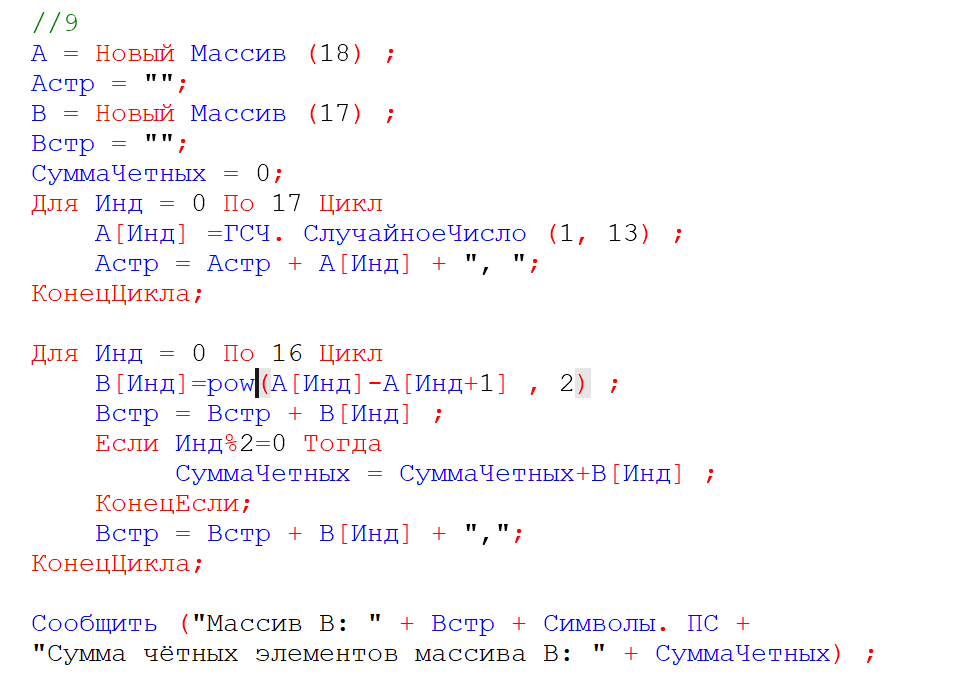 //9
А = Новый Массив (18) ;
Астр = "";
В = Новый Массив (17) ;
Встр = "";
СуммаЧетных = 0;
Для Инд = 0 По 17 Цикл
    А[Инд] =ГСЧ. СлучайноеЧисло (1, 13) ;
    Астр = Астр + А[Инд] + ", ";
КонецЦикла;
Для Инд = 0 По 16 Цикл
    В[Инд]=pow(А[Инд]-А[Инд+1] , 2) ;
    Встр = Встр + В[Инд] ;
    Если Инд%2=0 Тогда
         СуммаЧетных = СуммаЧетных+В[Инд] ;
    КонецЕсли;
    Встр = Встр + В[Инд] + ",";
КонецЦикла;
Сообщить ("Массив В: " + Встр + Символы. ПС +
"Сумма чётных элементов массива В: " + СуммаЧетных) ;